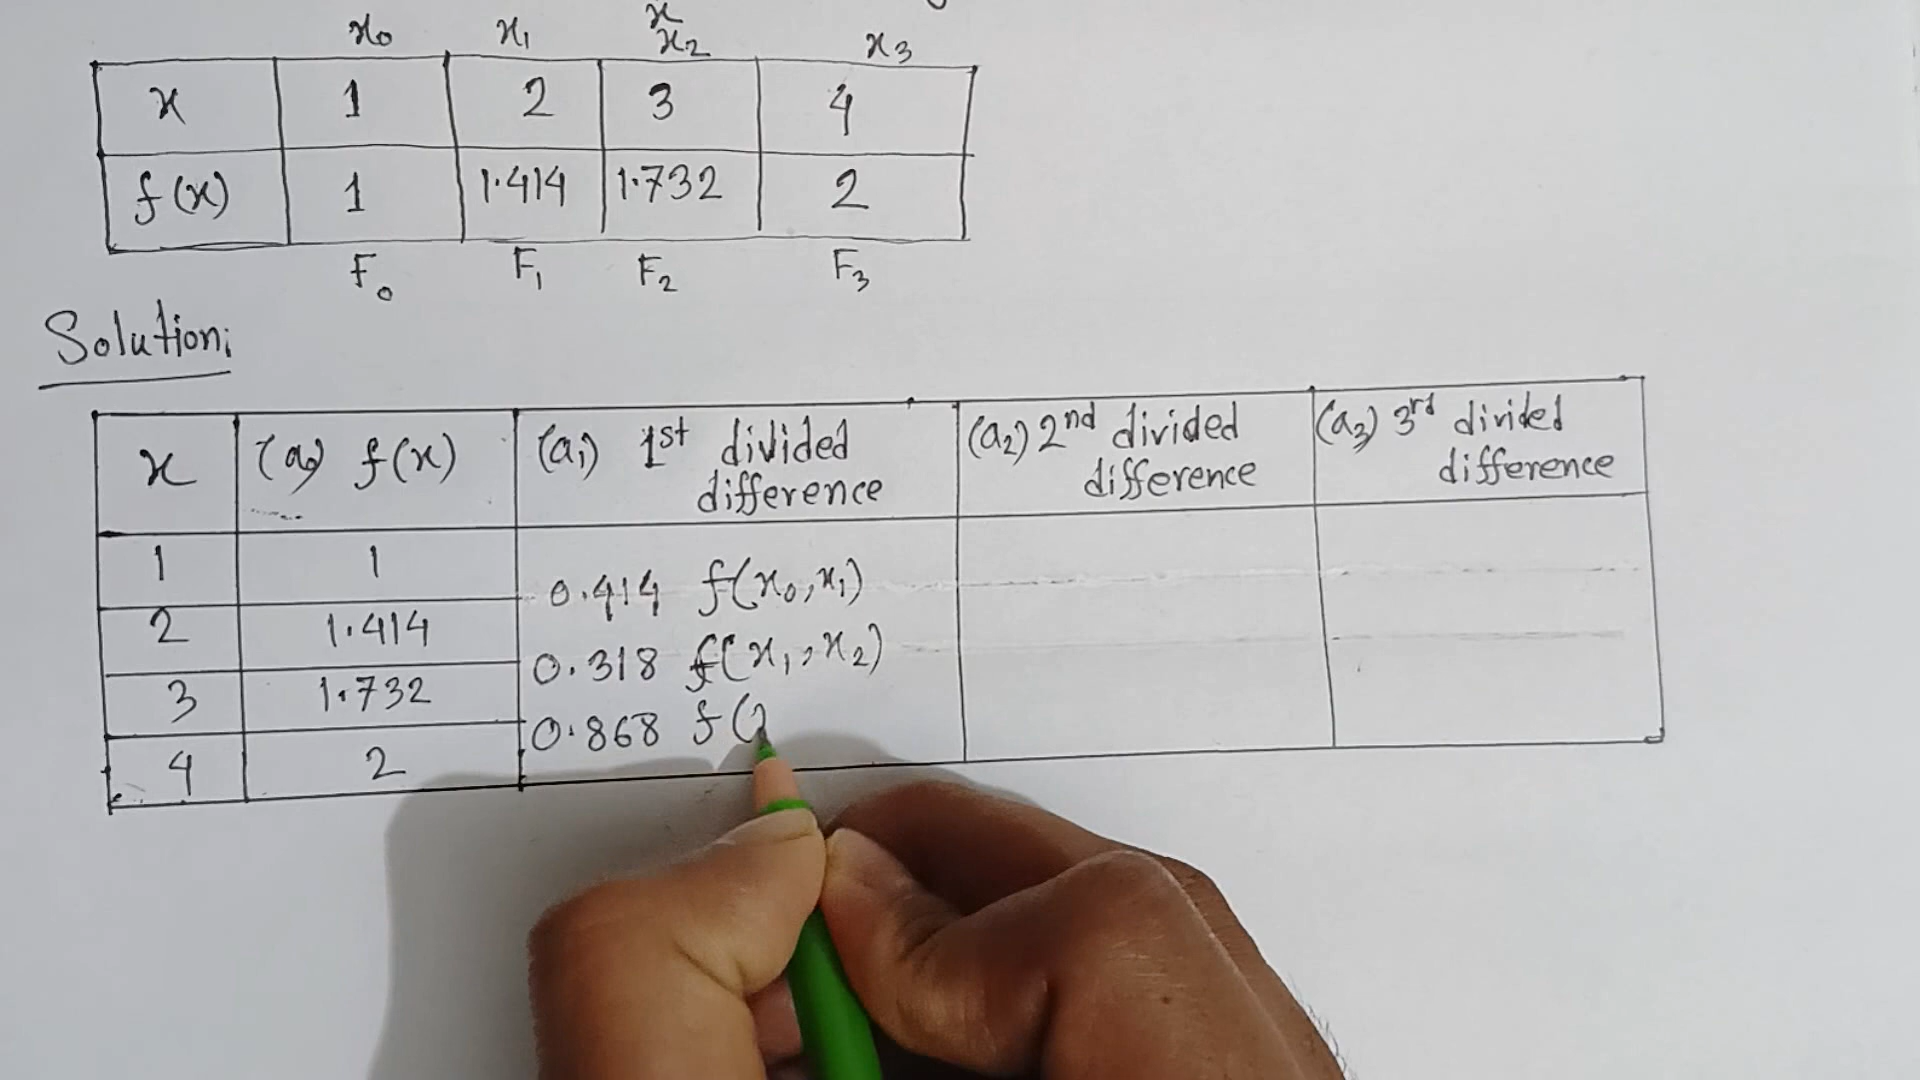 x₀ x₁ x x₂ x₃
x 1 2 3 4
f(x) 1 1.414 1.732 2
F₀ F₁ F₂ F₃
Solution:
x (a₀) f(x) (a₁) 1st divided difference (a₂) 2nd divided difference (a₃) 3rd divided difference
1 1
0.414 f(x₀,x₁)
2 1.414
0.318 f(x₁,x₂)
3 1.732
0.868 f(
4 2